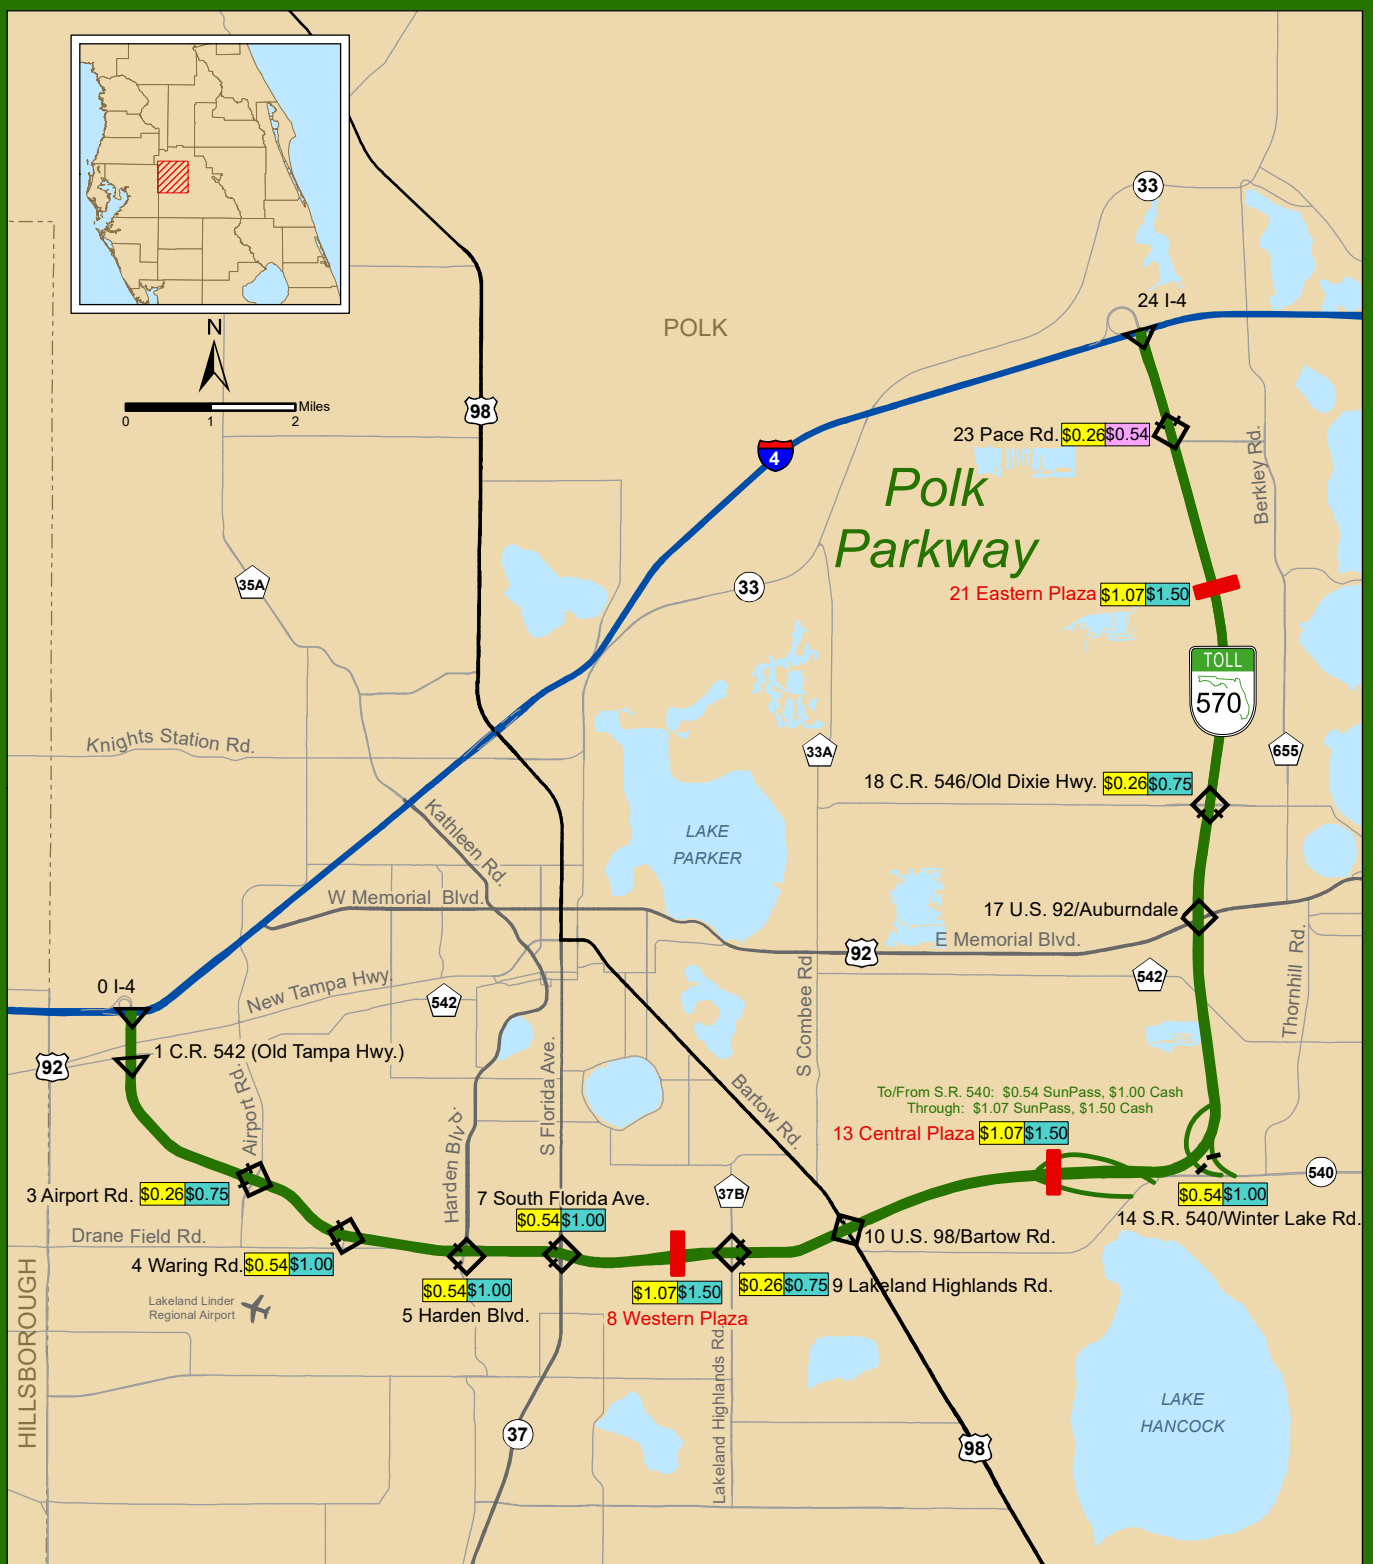 33
24 I-4
N
POLK
Miles
0 1 2
98
23 Pace Rd. $0.26 $0.54
4
Berkley Rd.
Polk
Parkway
35A
33
21 Eastern Plaza $1.07 $1.50
TOLL
570
Knights Station Rd.
33A
655
18 C.R. 546/Old Dixie Hwy. $0.26 $0.75
Kathleen Rd.
LAKE
PARKER
W Memorial Blvd.
17 U.S. 92/Auburndale
E Memorial Blvd.
92
Thornhill Rd.
0 I-4
New Tampa Hwy.
542
542
S Combee Rd
1 C.R. 542 (Old Tampa Hwy.)
92
Airport Rd.
S Florida Ave.
Bartow Rd.
To/From S.R. 540: $0.54 SunPass, $1.00 Cash
Through: $1.07 SunPass, $1.50 Cash
13 Central Plaza $1.07 $1.50
Harden Blvd.
540
3 Airport Rd. $0.26 $0.75
7 South Florida Ave.
$0.54 $1.00
37B
$0.54 $1.00
14 S.R. 540/Winter Lake Rd.
Drane Field Rd.
10 U.S. 98/Bartow Rd.
4 Waring Rd. $0.54 $1.00
$0.54 $1.00
5 Harden Blvd.
$1.07 $1.50
8 Western Plaza
$0.26 $0.75 9 Lakeland Highlands Rd.
Lakeland Linder
Regional Airport
HILLSBOROUGH
Lakeland Highlands Rd.
LAKE
HANCOCK
37
98